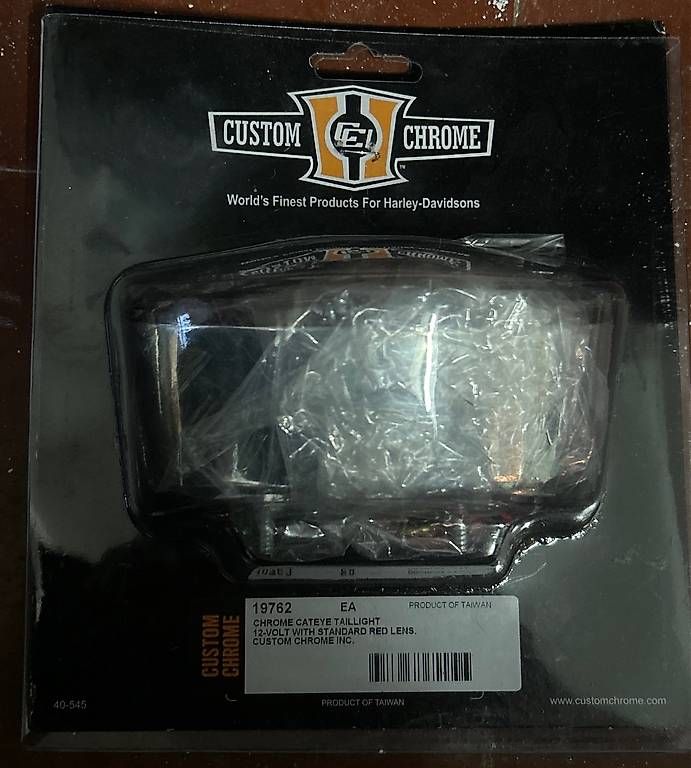 CUSTOM CCI CHROME
World's Finest Products For Harley-Davidsons
19762 EA PRODUCT OF TAIWAN
CHROME CATEYE TAILLIGHT
12-VOLT WITH STANDARD RED LENS.
CUSTOM CHROME INC.
CUSTOM
CHROME
40-545 PRODUCT OF TAIWAN www.customchrome.com